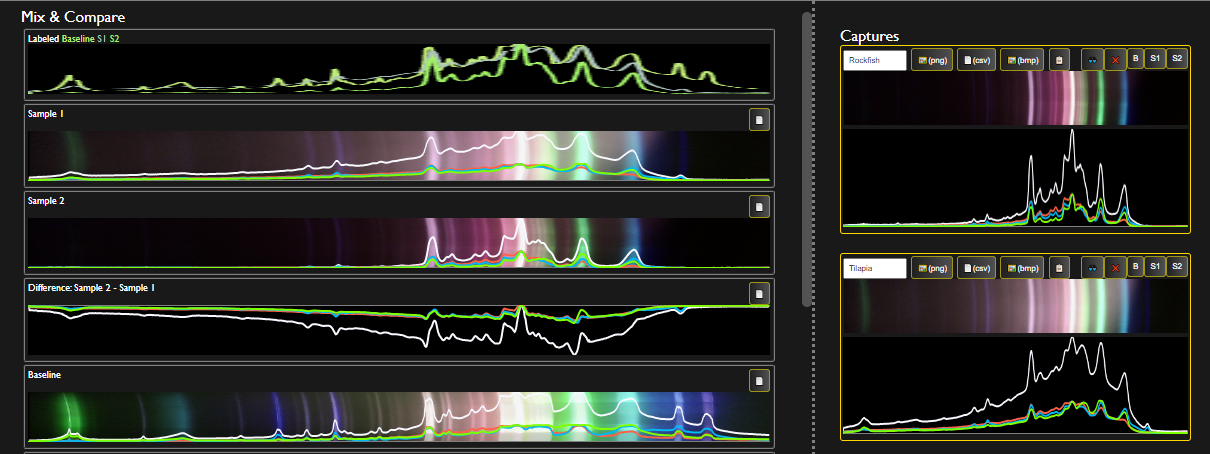 Mix & Compare
Labeled Baseline S1 S2
Sample 1
Sample 2
Difference: Sample 2 - Sample 1
Baseline
Captures
Rockfish (png) (csv) (bmp) B S1 S2
Tilapia (png) (csv) (bmp) B S1 S2